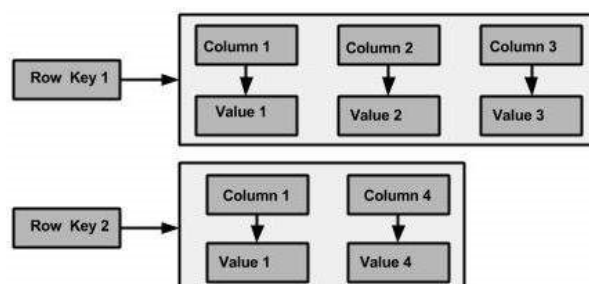 Column 1
Column 2
Column 3
Row Key 1
Value 1
Value 2
Value 3
Column 1
Column 4
Row Key 2
Value 1
Value 4